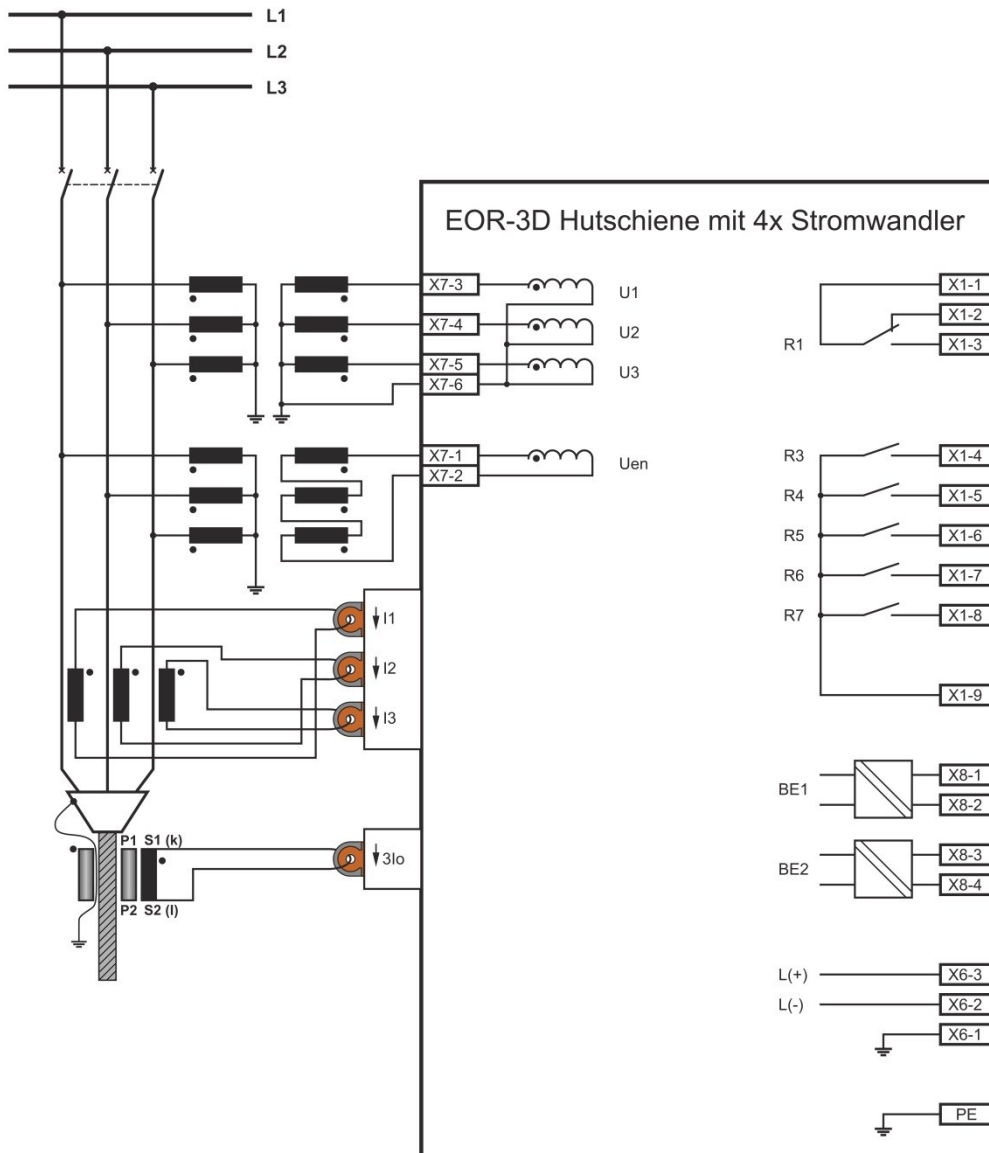 L1
L2
L3
EOR-3D Hutschiene mit 4x Stromwandler
X7-3
U1
X7-4
U2
X7-5
U3
X7-6
X7-1
Uen
X7-2
I1
I2
I3
P1 S1 (k)
P2 S2 (l)
3Io
X1-1
X1-2
R1
X1-3
R3
X1-4
R4
X1-5
R5
X1-6
R6
X1-7
R7
X1-8
X1-9
BE1
X8-1
X8-2
BE2
X8-3
X8-4
L(+)
X6-3
L(-)
X6-2
X6-1
PE